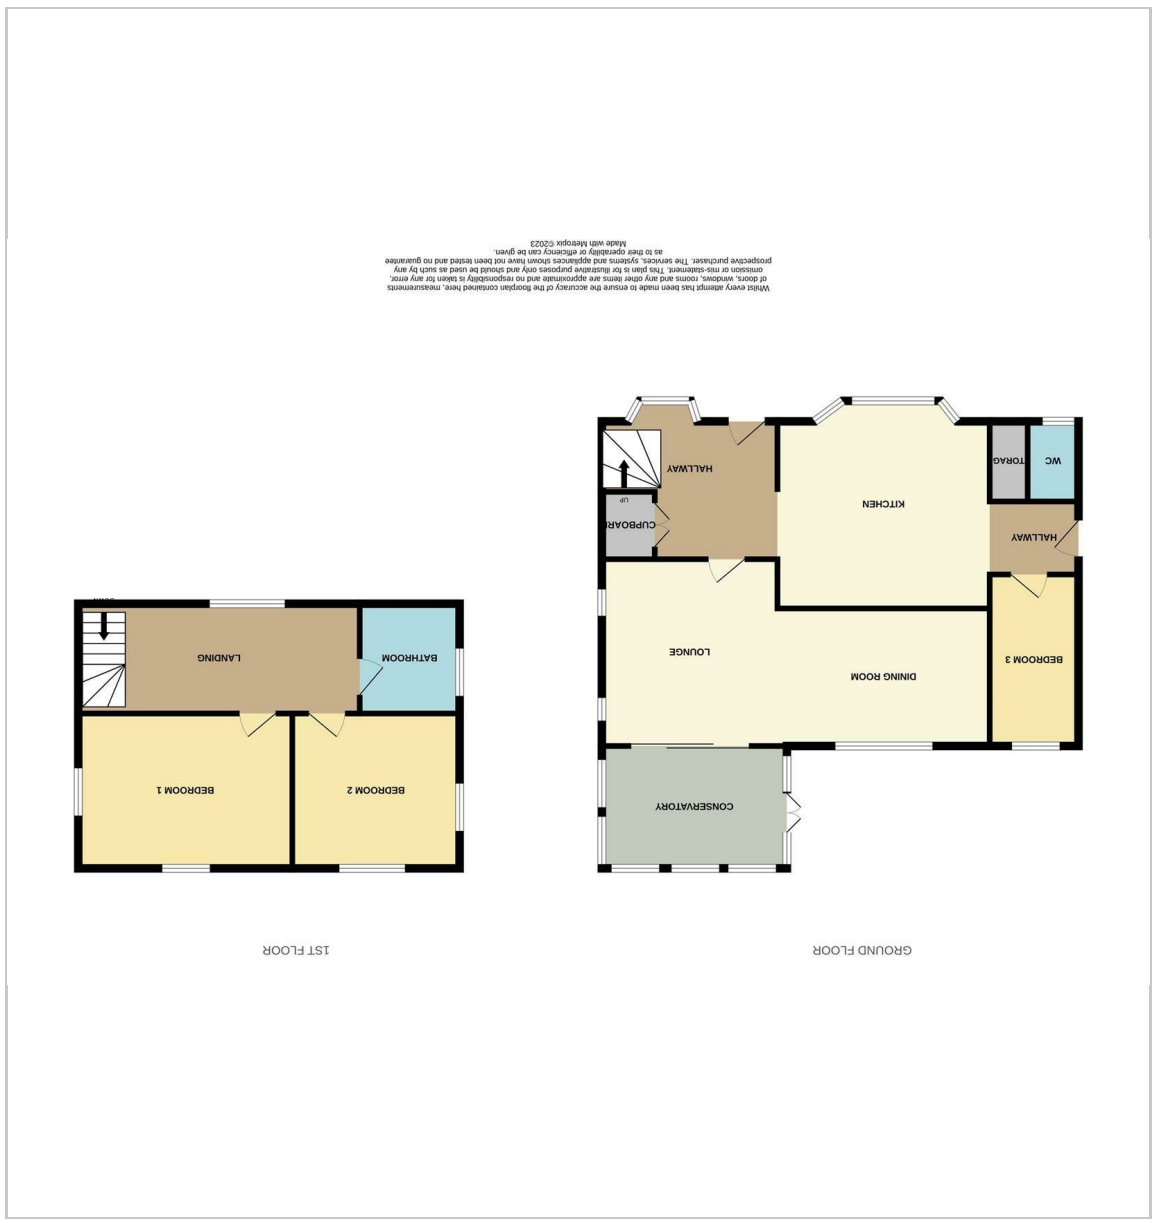 GROUND FLOOR
1ST FLOOR
CONSERVATORY
BEDROOM 3
DINING ROOM
LOUNGE
HALLWAY
KITCHEN
CUPBOARD
UP
WC
TORAG
HALLWAY
BEDROOM 2
BEDROOM 1
BATHROOM
LANDING
DOWN
Whilst every attempt has been made to ensure the accuracy of the floorplan contained here, measurements
of doors, windows, rooms and any other items are approximate and no responsibility is taken for any error,
omission or mis-statement. This plan is for illustrative purposes only and should be used as such by any
prospective purchaser. The services, systems and appliances shown have not been tested and no guarantee
as to their operability or efficiency can be given.
Made with Metropix ©2023